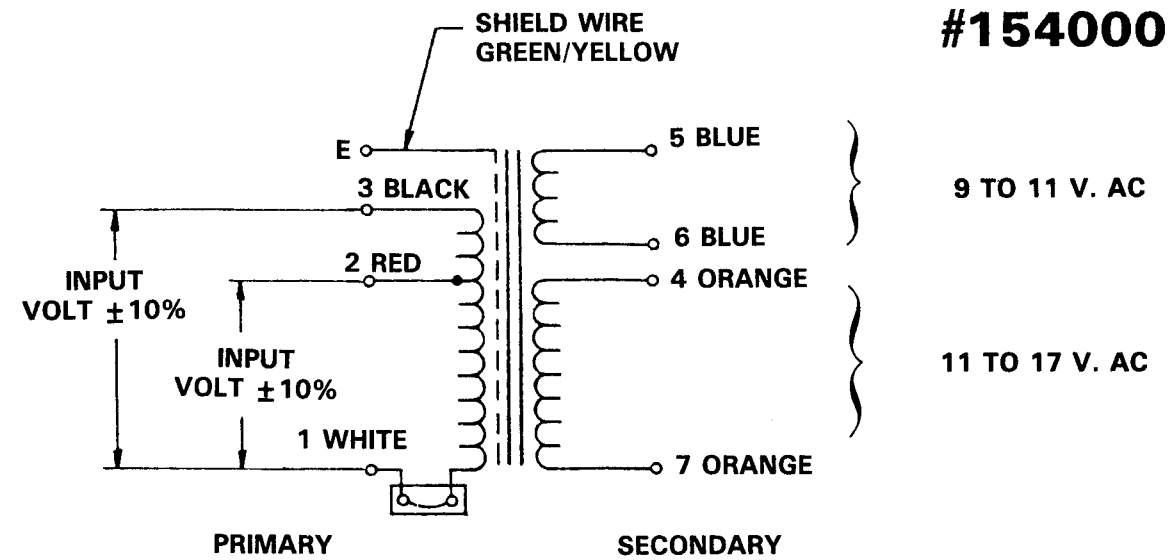 SHIELD WIRE
GREEN/YELLOW
#154000
E
3 BLACK
5 BLUE
9 TO 11 V. AC
6 BLUE
2 RED
4 ORANGE
INPUT
VOLT ±10%
INPUT
VOLT ±10%
11 TO 17 V. AC
1 WHITE
7 ORANGE
PRIMARY
SECONDARY